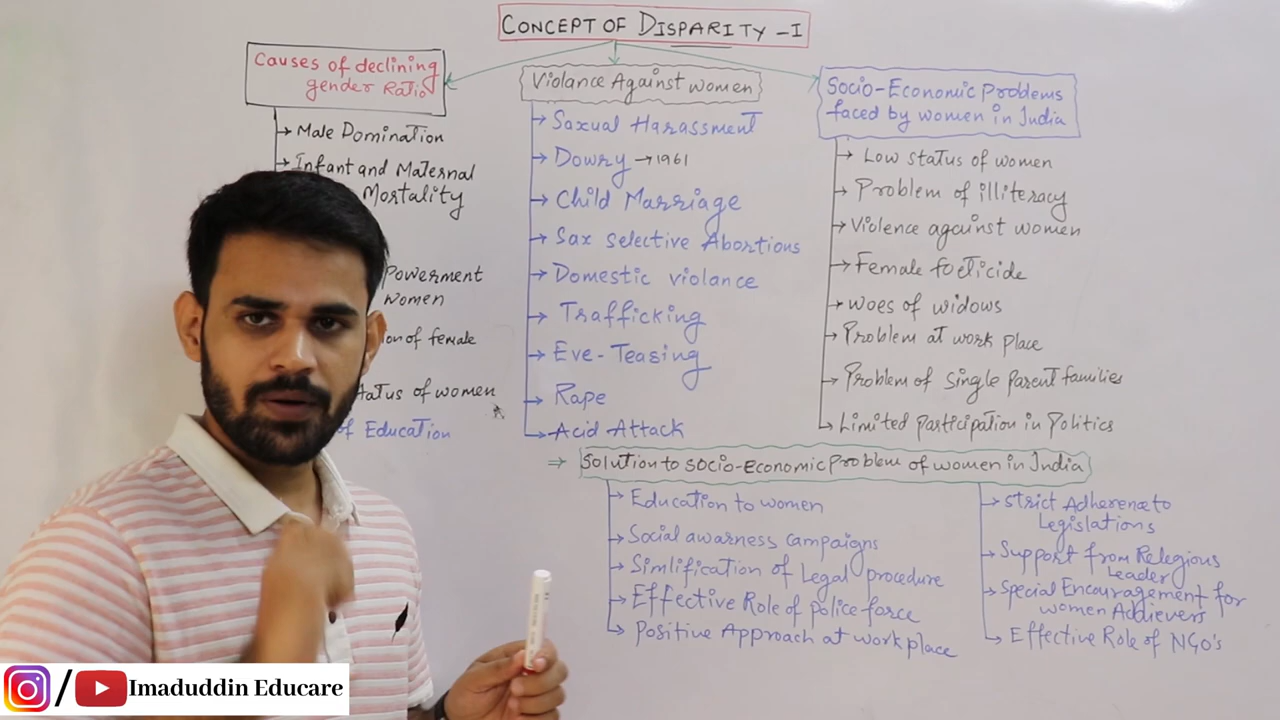 CONCEPT OF DISPARITY -I
Causes of declining
gender Ratio
→ Male Domination
→ Infant and Maternal
Mortality
Powerment
women
ion of female
tatus of women
of Education
Violance Against women
→ Saxual Harassment
→ Dowry → 1961
→ Child Marriage
→ Sax selective Abortions
→ Domestic violance
→ Trafficking
→ Eve-Teasing
→ Rape
→ Acid Attack
Socio-Economic Problems
faced by women in India
→ Low status of women
→ Problem of illiteracy
→ Violence against women
→ Female foeticide
→ woes of widows
→ Problem at work place
→ Problem of single parent families
→ Limited participation in Politics
⇒ Solution to socio-economic Problem of women in India
→ Education to women
→ Social awarness campaigns
→ Simlification of Legal procedure
→ Effective Role of police force
→ Positive Approach at work place
→ strict Adherence to
Legislations
→ Support from Relegious
Leader
→ Special Encouragement for
women Achievers
→ Effective Role of NGO's
Imaduddin Educare